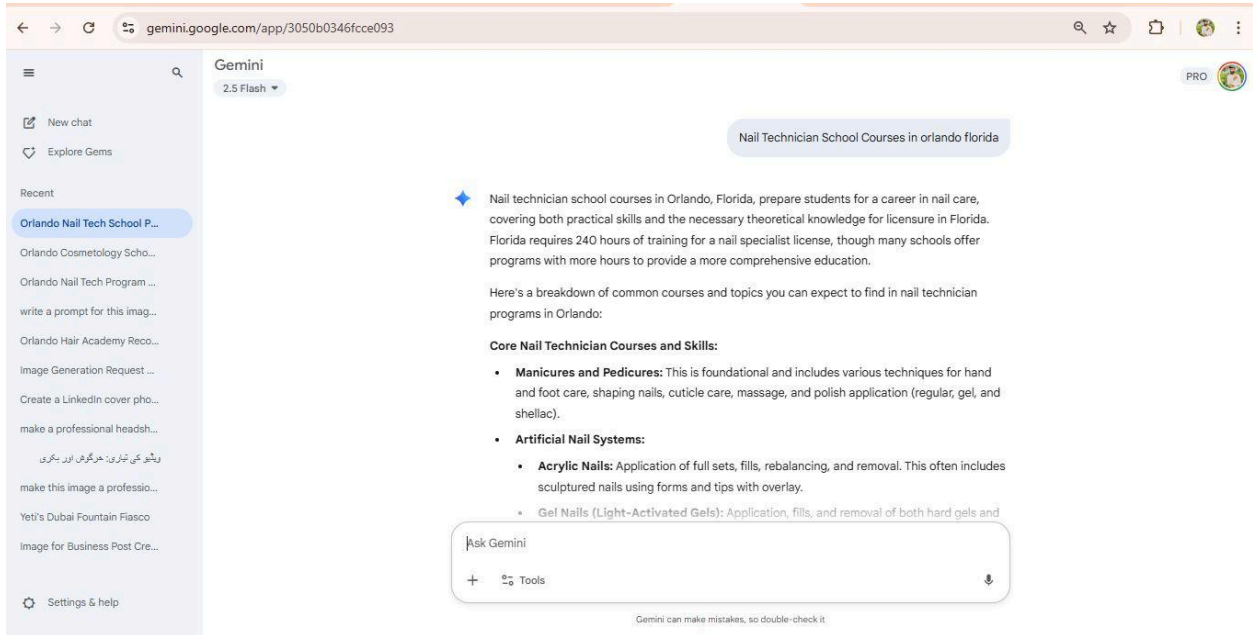 gemini.google.com/app/3050b0346fcce093
Gemini
2.5 Flash
PRO
New chat
Explore Gems
Recent
Orlando Nail Tech School P...
Orlando Cosmetology Scho...
Orlando Nail Tech Program ...
write a prompt for this imag...
Orlando Hair Academy Reco...
Image Generation Request ...
Create a LinkedIn cover pho...
make a professional headsh...
ویڈیو کی تیاری: خرگوش اور بکری
make this image a professio...
Yeti's Dubai Fountain Fiasco
Image for Business Post Cre...
Settings & help
Nail Technician School Courses in orlando florida
Nail technician school courses in Orlando, Florida, prepare students for a career in nail care,
covering both practical skills and the necessary theoretical knowledge for licensure in Florida.
Florida requires 240 hours of training for a nail specialist license, though many schools offer
programs with more hours to provide a more comprehensive education.
Here's a breakdown of common courses and topics you can expect to find in nail technician
programs in Orlando:
Core Nail Technician Courses and Skills:
• Manicures and Pedicures: This is foundational and includes various techniques for hand
and foot care, shaping nails, cuticle care, massage, and polish application (regular, gel, and
shellac).
• Artificial Nail Systems:
• Acrylic Nails: Application of full sets, fills, rebalancing, and removal. This often includes
sculptured nails using forms and tips with overlay.
• Gel Nails (Light-Activated Gels): Application, fills, and removal of both hard gels and
Ask Gemini
Tools
Gemini can make mistakes, so double-check it